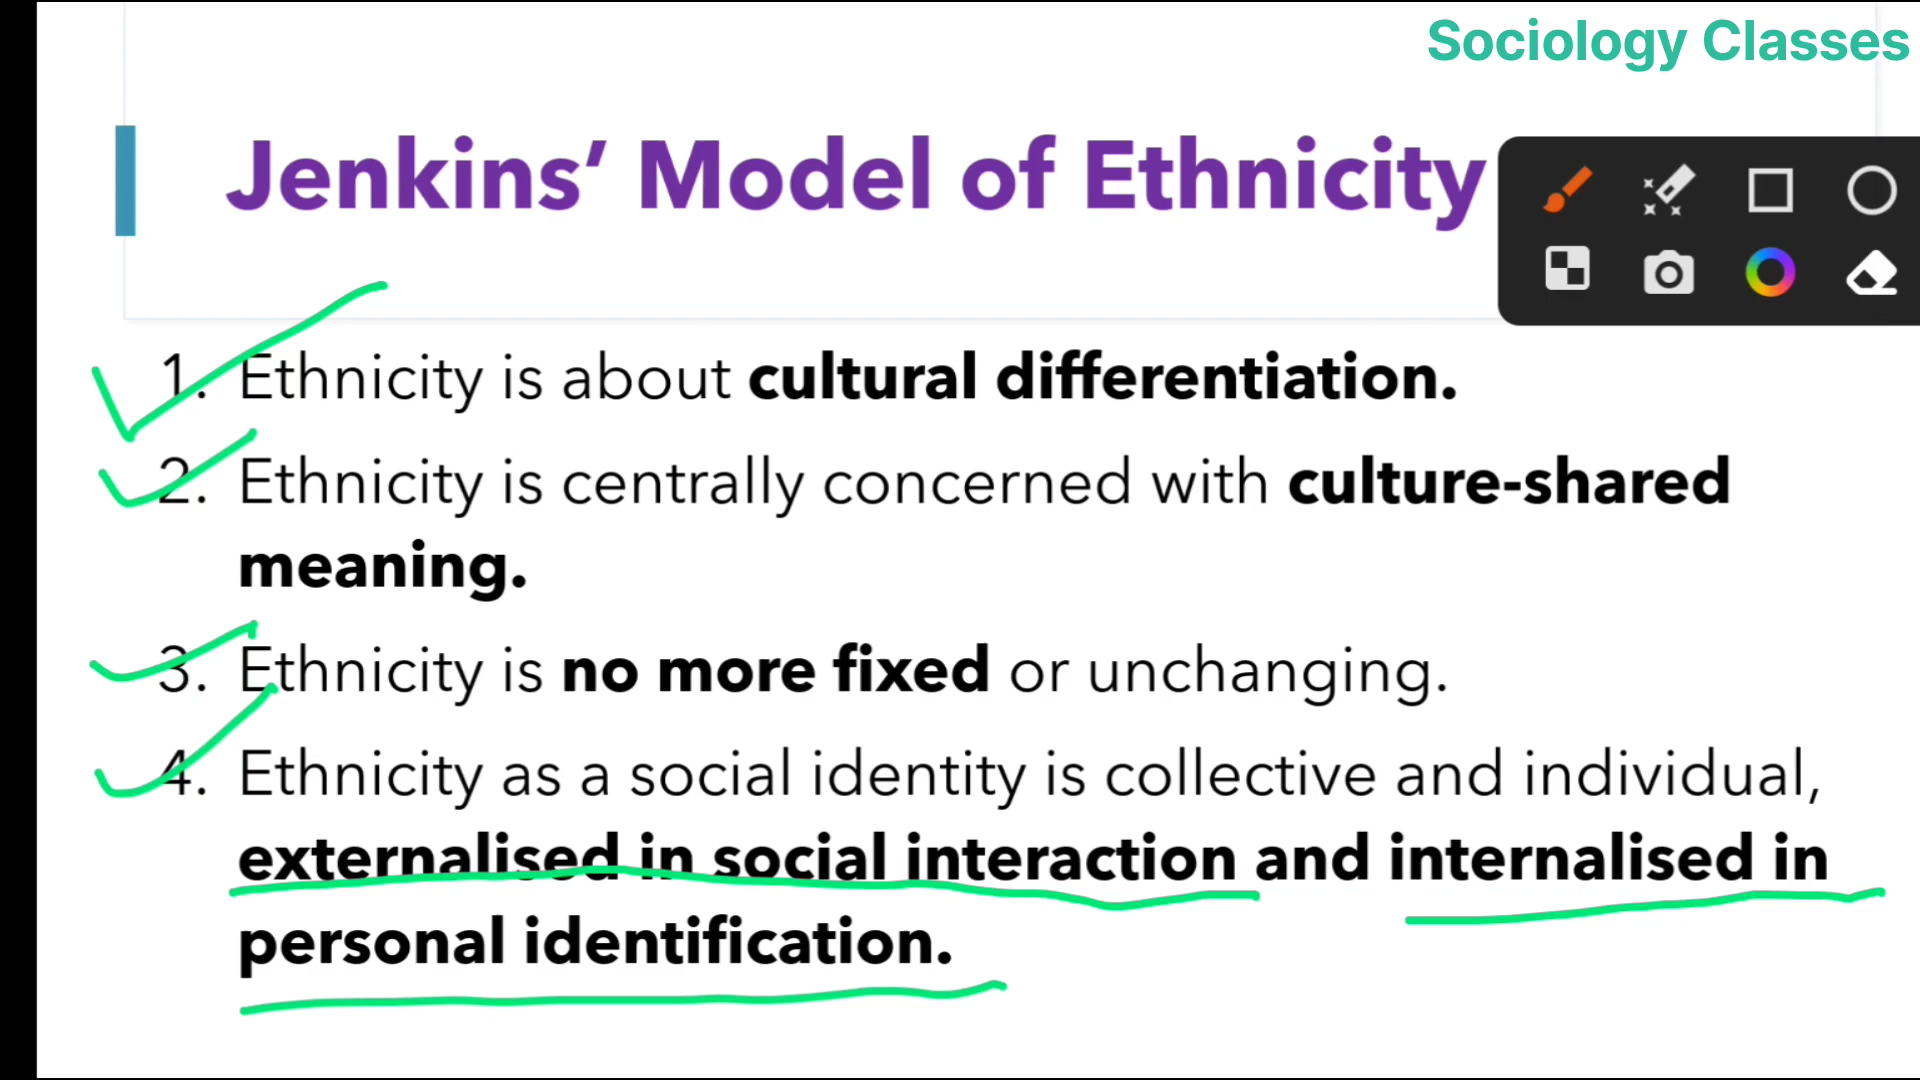 Sociology Classes
Jenkins’ Model of Ethnicity
1. Ethnicity is about cultural differentiation.
2. Ethnicity is centrally concerned with culture-shared
meaning.
3. Ethnicity is no more fixed or unchanging.
4. Ethnicity as a social identity is collective and individual,
externalised in social interaction and internalised in
personal identification.